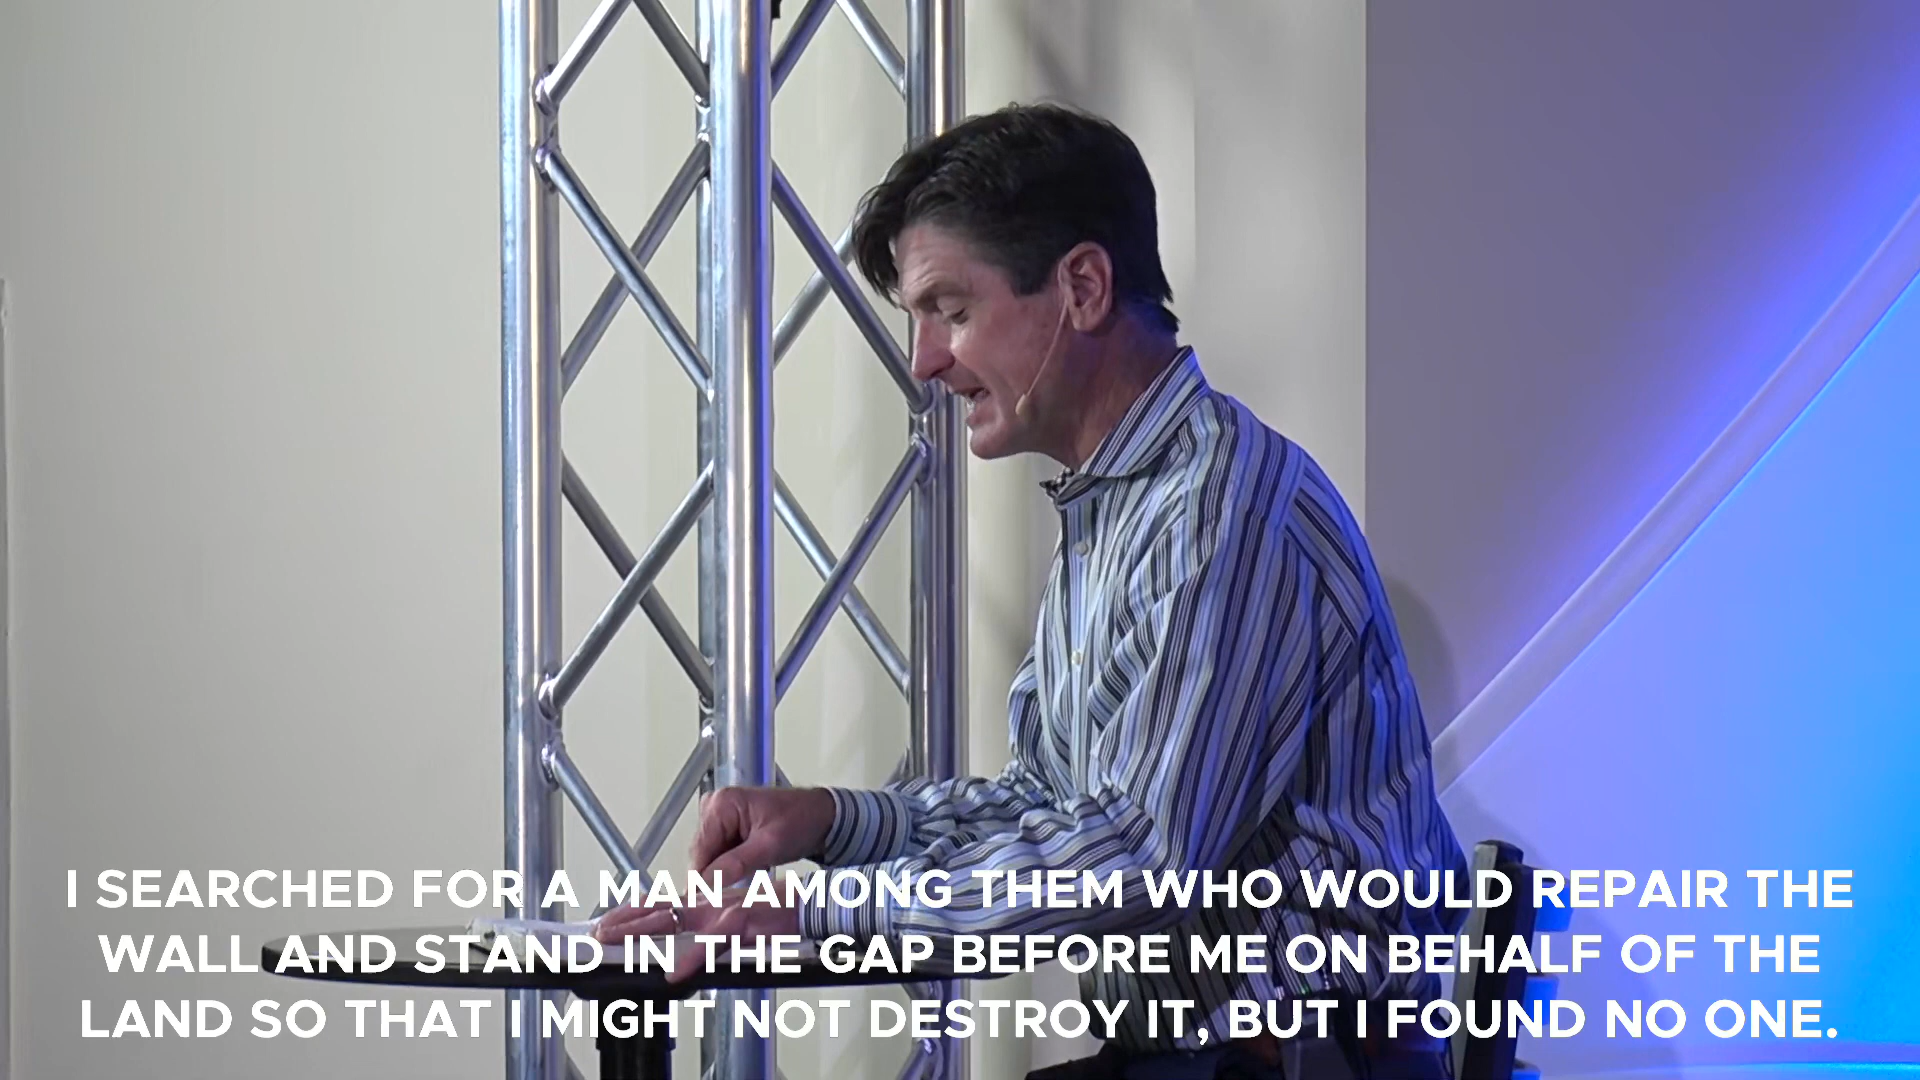 I SEARCHED FOR A MAN AMONG THEM WHO WOULD REPAIR THE
WALL AND STAND IN THE GAP BEFORE ME ON BEHALF OF THE
LAND SO THAT I MIGHT NOT DESTROY IT, BUT I FOUND NO ONE.